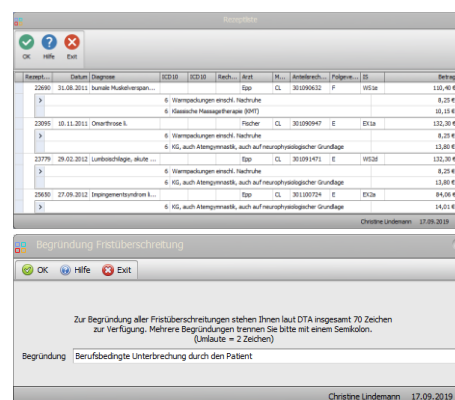 Rezeptliste
OK Hilfe Exit
Rezept... Datum Diagnose ICD10 ICD10 Rech... Arzt M... Anteilsrech... Folgeve... IS Betrag
22690 31.08.2011 bumale Muskelverspan... Epp CL 301090632 F WS1e 110,40 €
6 Warmpackungen einschl. Nachruhe 8,25 €
6 Klassische Massagetherapie (KMT) 10,15 €
23095 10.11.2011 Omarthrose li. Fischer CL 301090947 E EX1a 132,30 €
6 Warmpackungen einschl. Nachruhe 8,25 €
6 KG, auch Atemgymnastik, auch auf neurophysiologischer Grundlage 13,80 €
23779 29.02.2012 Lumboischialgie, akute ... Epp CL 301091471 E WS2d 132,30 €
6 Warmpackungen einschl. Nachruhe 8,25 €
6 KG, auch Atemgymnastik, auch auf neurophysiologischer Grundlage 13,80 €
25650 27.09.2012 Impingementsyndrom li... Epp CL 301100724 E EX2a 84,06 €
6 KG, auch Atemgymnastik, auch auf neurophysiologischer Grundlage 14,01 €
Christine Lindemann 17.09.2019
Begründung Fristüberschreitung
OK Hilfe Exit
Zur Begründung aller Fristüberschreitungen stehen Ihnen laut DTA insgesamt 70 Zeichen
zur Verfügung. Mehrere Begründungen trennen Sie bitte mit einem Semikolon.
(Umlaute = 2 Zeichen)
Begründung Berufsbedingte Unterbrechung durch den Patient
Christine Lindemann 17.09.2019